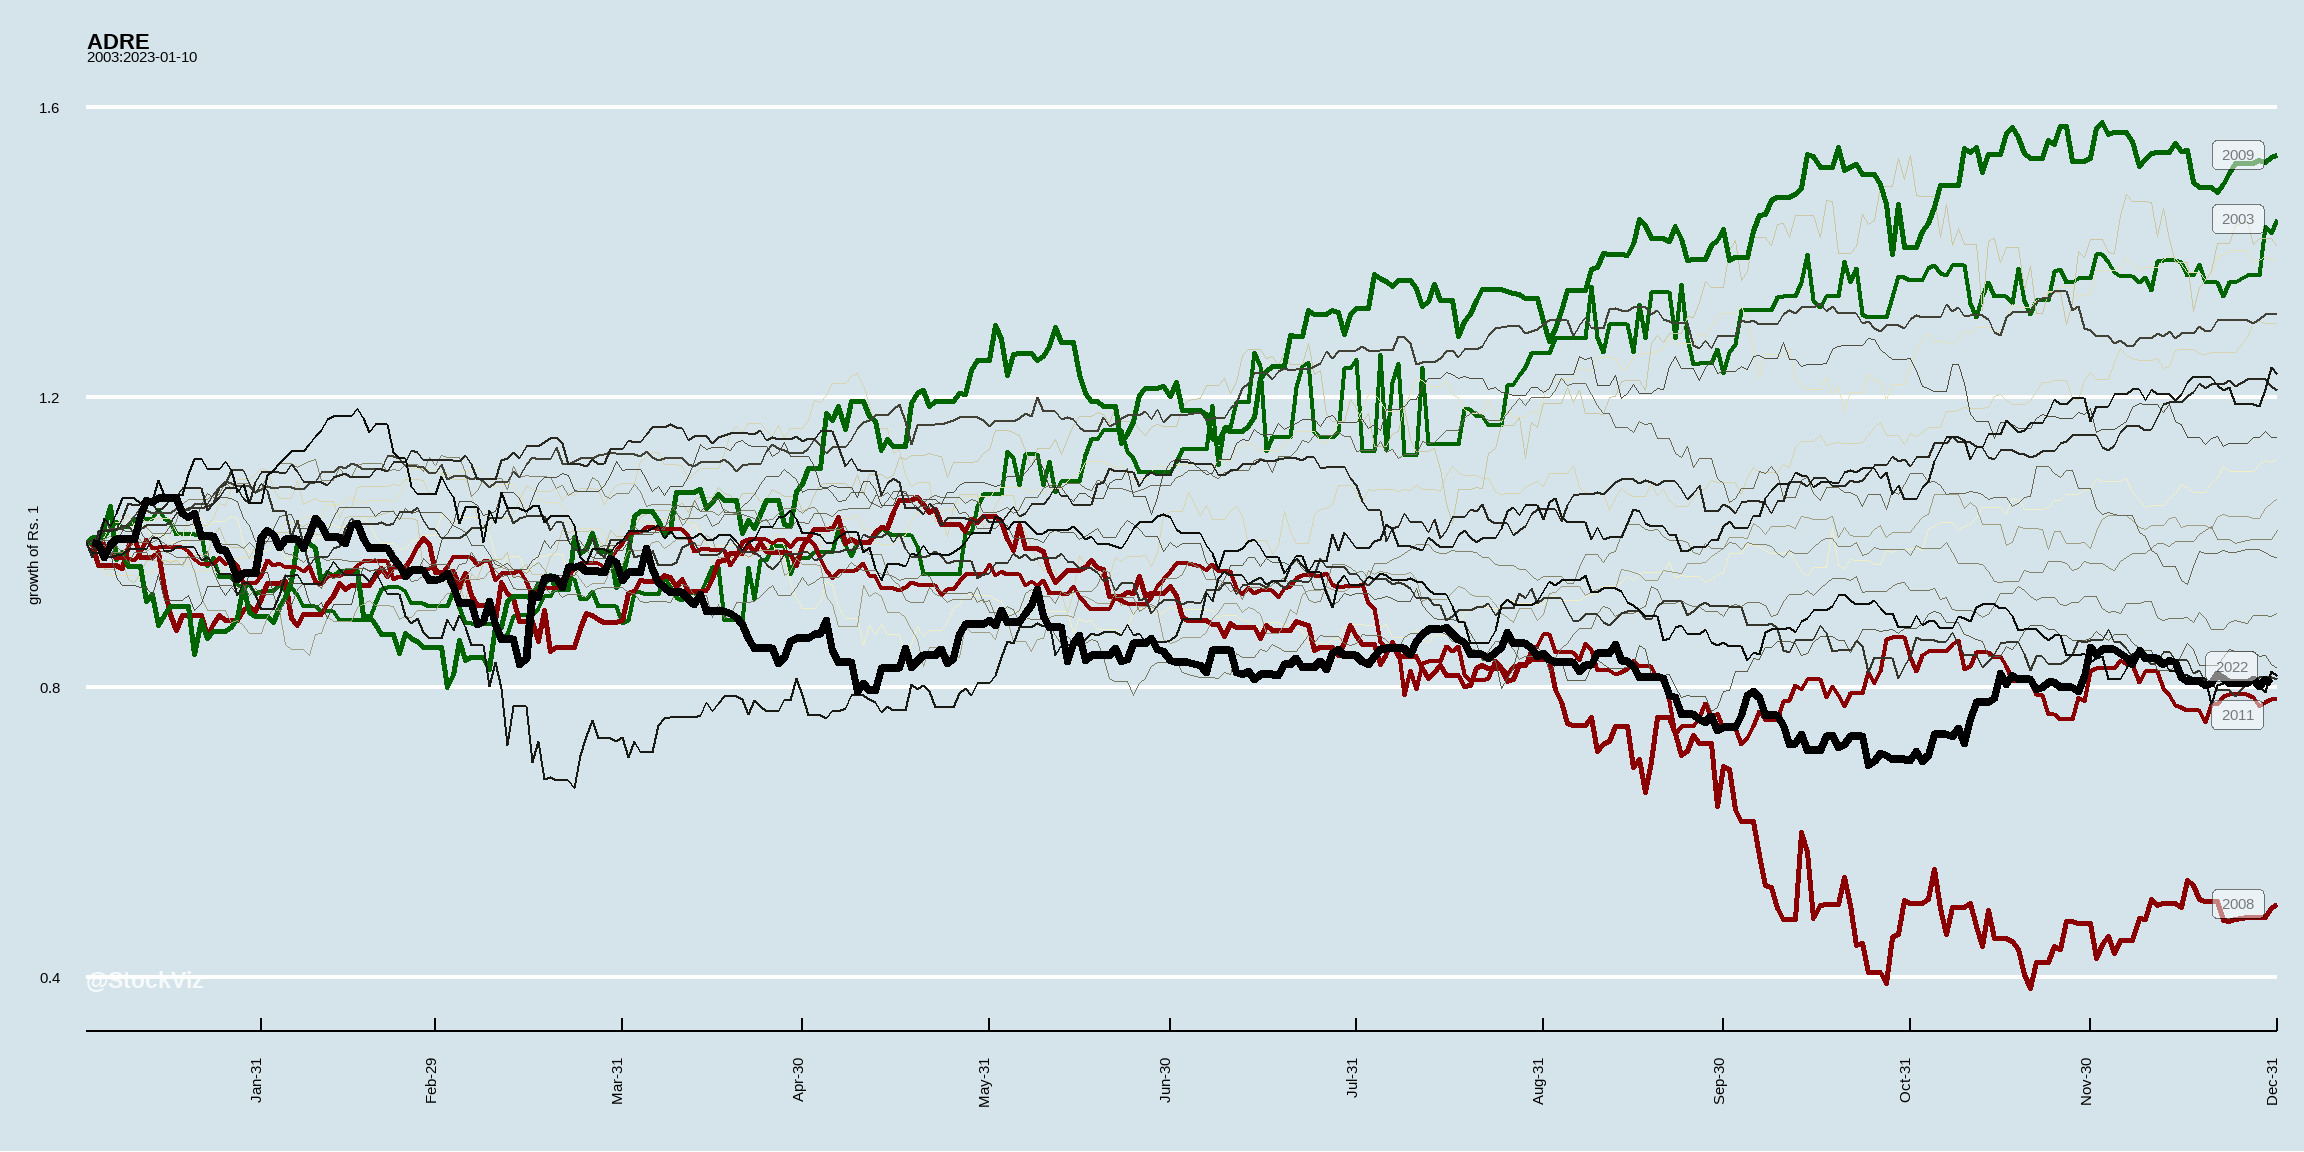 ADRE
2003:2023-01-10
1.6
1.2
0.8
0.4
growth of Rs. 1
2009
2003
2022
2011
2008
@StockViz
Jan-31
Feb-29
Mar-31
Apr-30
May-31
Jun-30
Jul-31
Aug-31
Sep-30
Oct-31
Nov-30
Dec-31